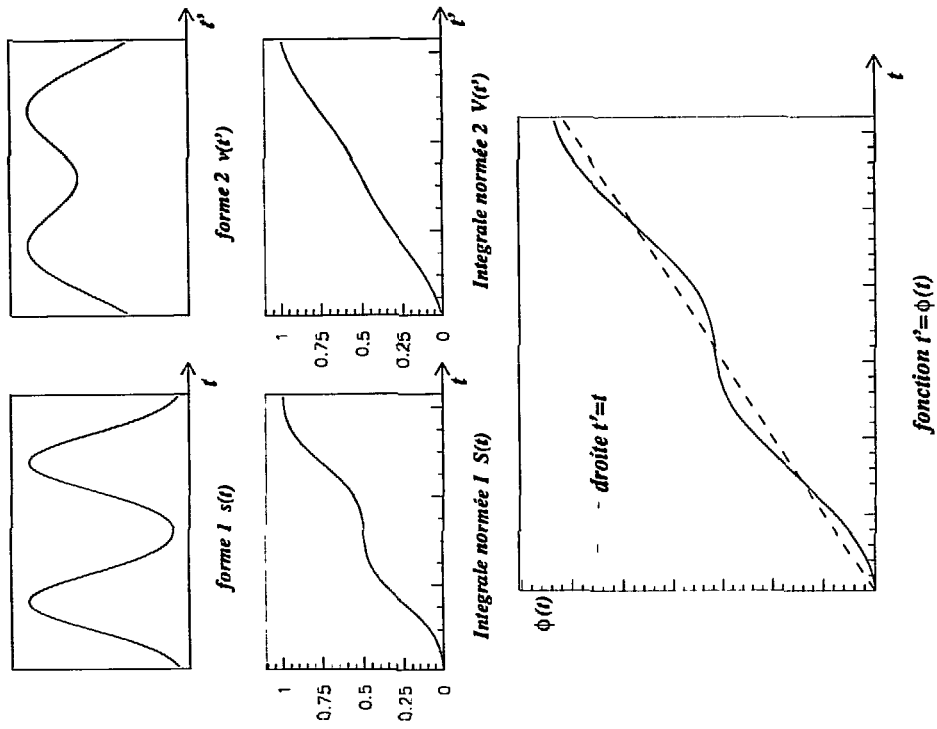 t
t'
forme 1 s(t)
forme 2 v(t')
1
0.75
0.5
0.25
0
t
1
0.75
0.5
0.25
0
t'
Integrale normée 1 S(t)
Integrale normée 2 V(t')
ϕ(t)
- - droite t'=t
t
fonction t'=ϕ(t)